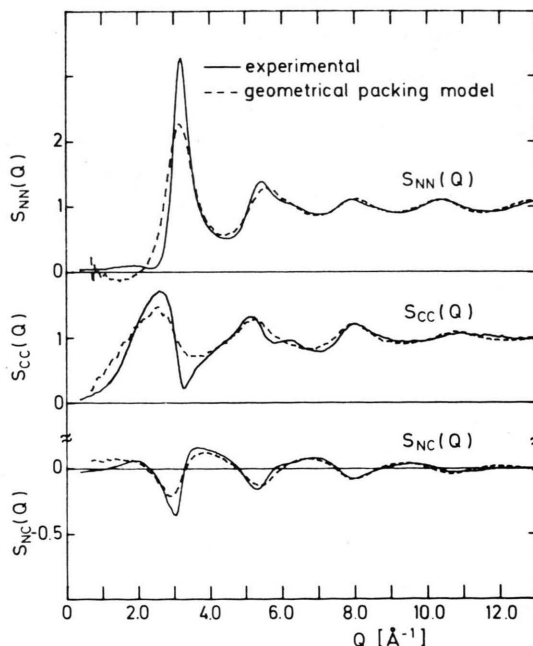 experimental
geometrical packing model
2
1
0
S_NN(Q)
S_NN(Q)
1
0
S_CC(Q)
S_CC(Q)
0
-0.5
S_NC(Q)
S_NC(Q)
0 2.0 4.0 6.0 8.0 10.0 12.0
Q [Å⁻¹]